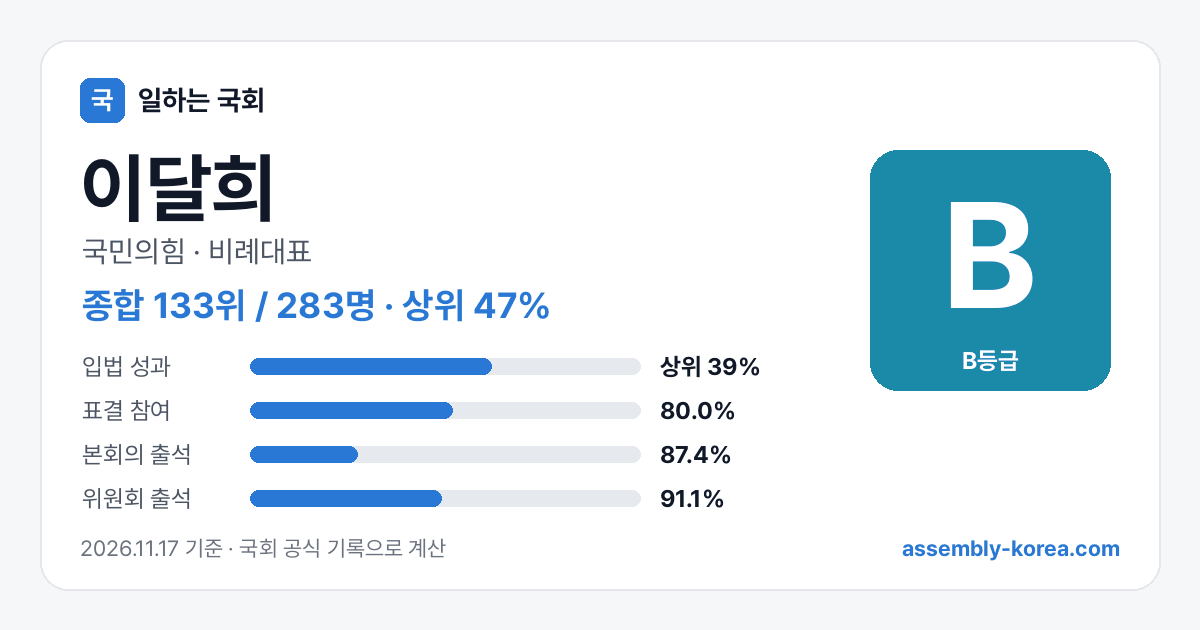 국 일하는 국회
이달희
국민의힘 · 비례대표
종합 133위 / 283명 · 상위 47%
B
B등급
입법 성과 상위 39%
표결 참여 80.0%
본회의 출석 87.4%
위원회 출석 91.1%
2026.11.17 기준 · 국회 공식 기록으로 계산
assembly-korea.com